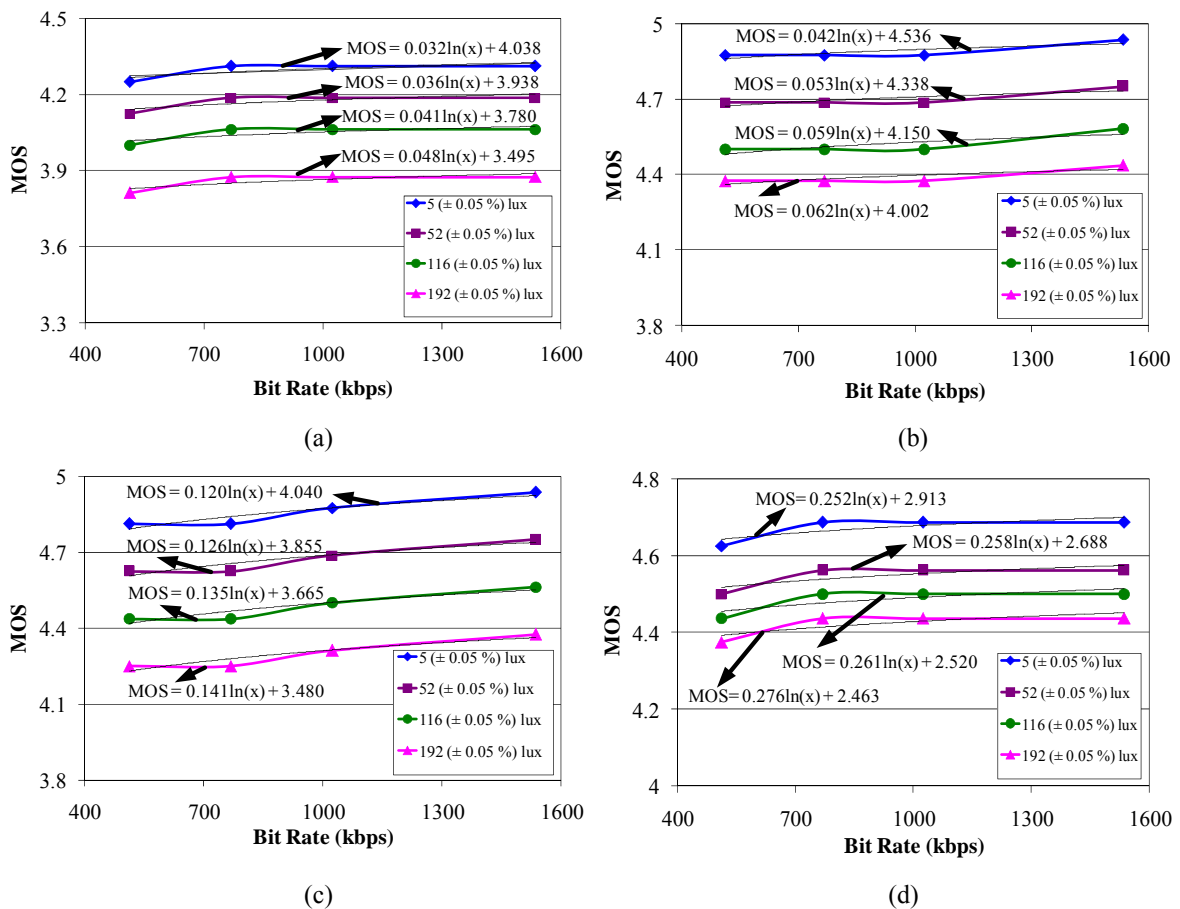 4.5
4.2
3.9
3.6
3.3
MOS
MOS = 0.032ln(x) + 4.038
MOS = 0.036ln(x) + 3.938
MOS = 0.041ln(x) + 3.780
MOS = 0.048ln(x) + 3.495
5 (± 0.05 %) lux
52 (± 0.05 %) lux
116 (± 0.05 %) lux
192 (± 0.05 %) lux
400 700 1000 1300 1600
Bit Rate (kbps)
(a)
5
4.7
4.4
4.1
3.8
MOS
MOS = 0.042ln(x) + 4.536
MOS = 0.053ln(x) + 4.338
MOS = 0.059ln(x) + 4.150
MOS = 0.062ln(x) + 4.002
5 (± 0.05 %) lux
52 (± 0.05 %) lux
116 (± 0.05 %) lux
192 (± 0.05 %) lux
400 700 1000 1300 1600
Bit Rate (kbps)
(b)
5
4.7
4.4
4.1
3.8
MOS
MOS = 0.120ln(x) + 4.040
MOS = 0.126ln(x) + 3.855
MOS = 0.135ln(x) + 3.665
MOS = 0.141ln(x) + 3.480
5 (± 0.05 %) lux
52 (± 0.05 %) lux
116 (± 0.05 %) lux
192 (± 0.05 %) lux
400 700 1000 1300 1600
Bit Rate (kbps)
(c)
4.8
4.6
4.4
4.2
4
MOS
MOS= 0.252ln(x) + 2.913
MOS = 0.258ln(x) + 2.688
MOS = 0.261ln(x) + 2.520
MOS= 0.276ln(x) + 2.463
5 (± 0.05 %) lux
52 (± 0.05 %) lux
116 (± 0.05 %) lux
192 (± 0.05 %) lux
400 700 1000 1300 1600
Bit Rate (kbps)
(d)